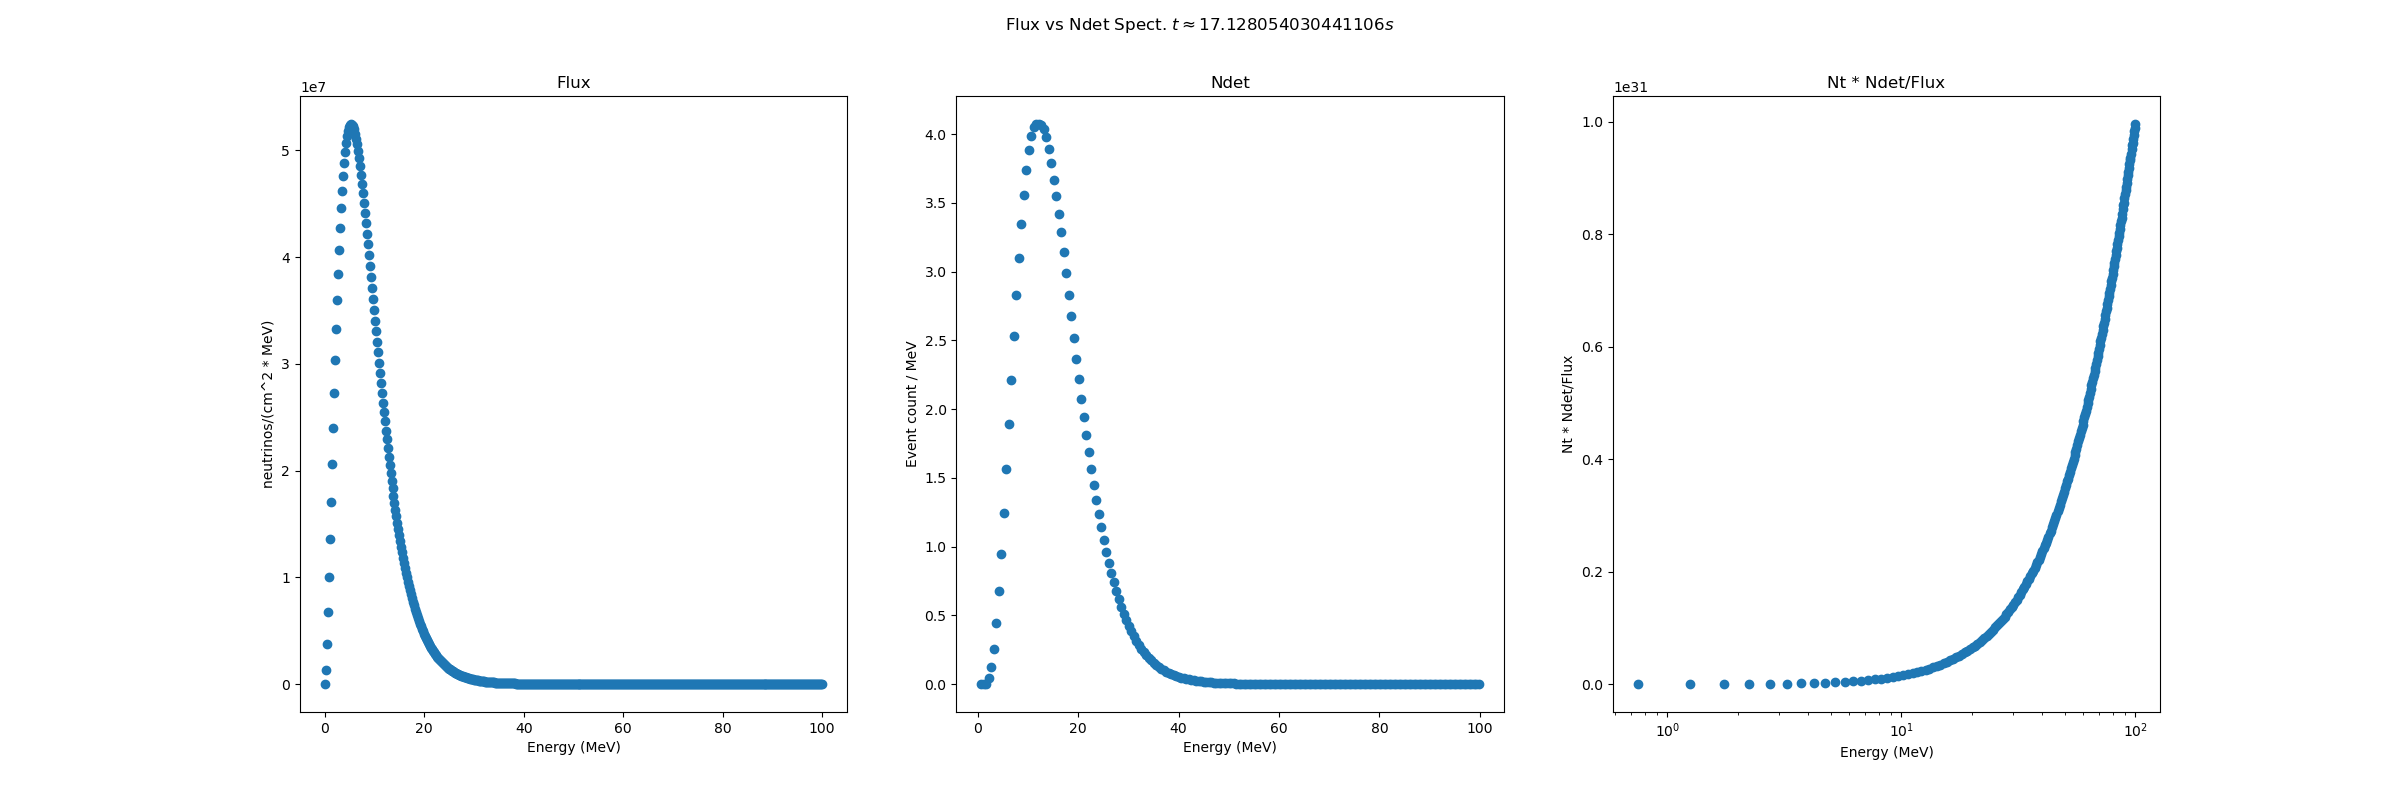 Flux vs Ndet Spect. t ≈ 17.128054030441106s
Flux
1e7
neutrinos/(cm^2 * MeV)
5
4
3
2
1
0
0 20 40 60 80 100
Energy (MeV)
Ndet
Event count / MeV
4.0
3.5
3.0
2.5
2.0
1.5
1.0
0.5
0.0
0 20 40 60 80 100
Energy (MeV)
Nt * Ndet/Flux
1e31
Nt * Ndet/Flux
1.0
0.8
0.6
0.4
0.2
0.0
10^0 10^1 10^2
Energy (MeV)